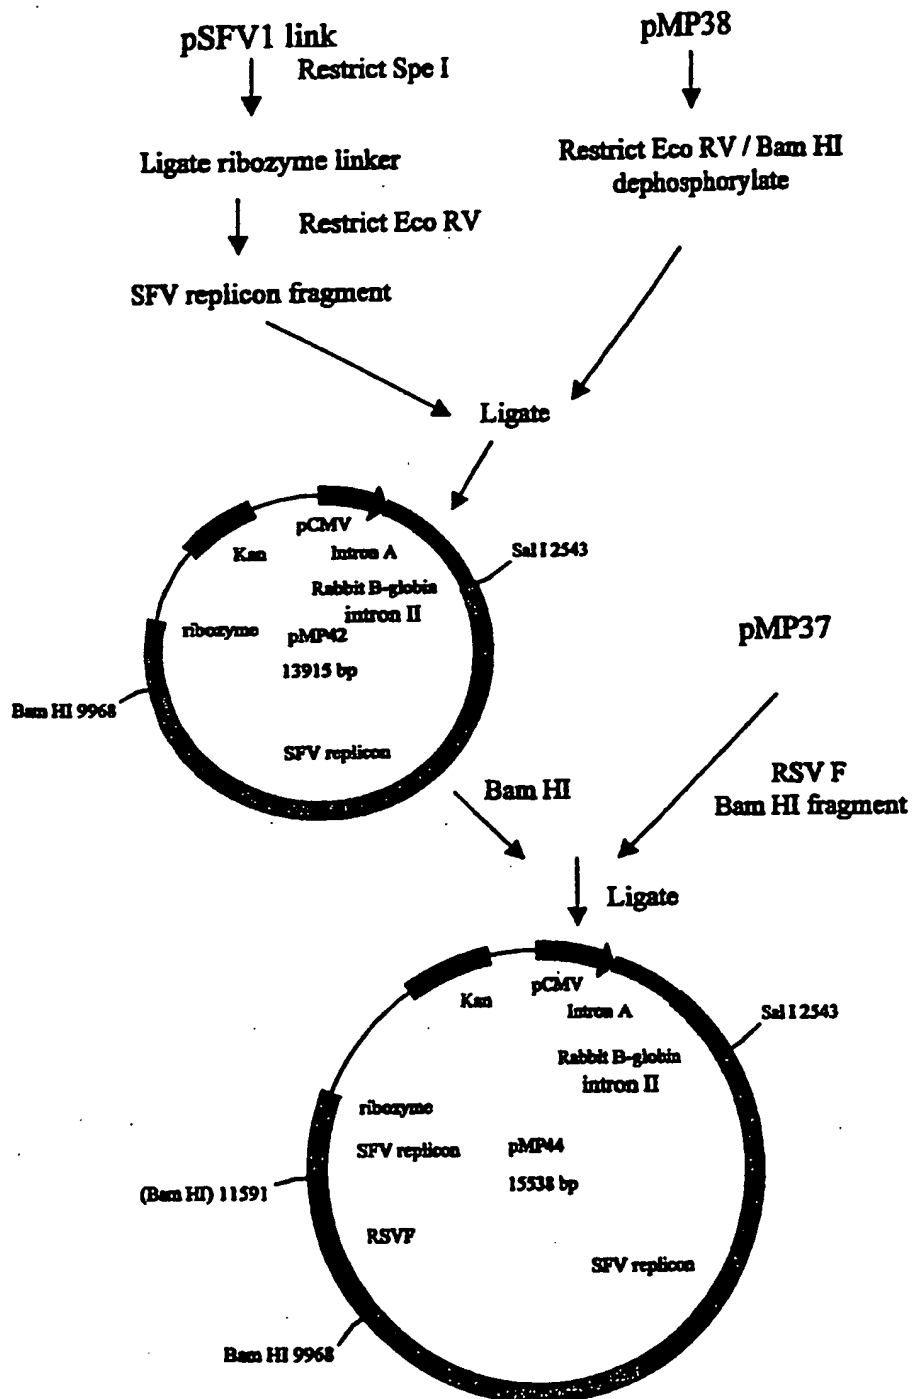 pSFV1 link
Restrict Spe I
Ligate ribozyme linker
Restrict Eco RV
SFV replicon fragment
pMP38
Restrict Eco RV / Bam HI
dephosphorylate
Ligate
pCMV
Kan
Intron A
Sal I 2543
Rabbit B-globin
intron II
ribozyme
pMP42
13915 bp
Bam HI 9968
SFV replicon
pMP37
Bam HI
RSV F
Bam HI fragment
Ligate
pCMV
Kan
Intron A
Sal I 2543
Rabbit B-globin
intron II
ribozyme
SFV replicon
pMP44
15538 bp
(Bam HI) 11591
RSVF
SFV replicon
Bam HI 9968